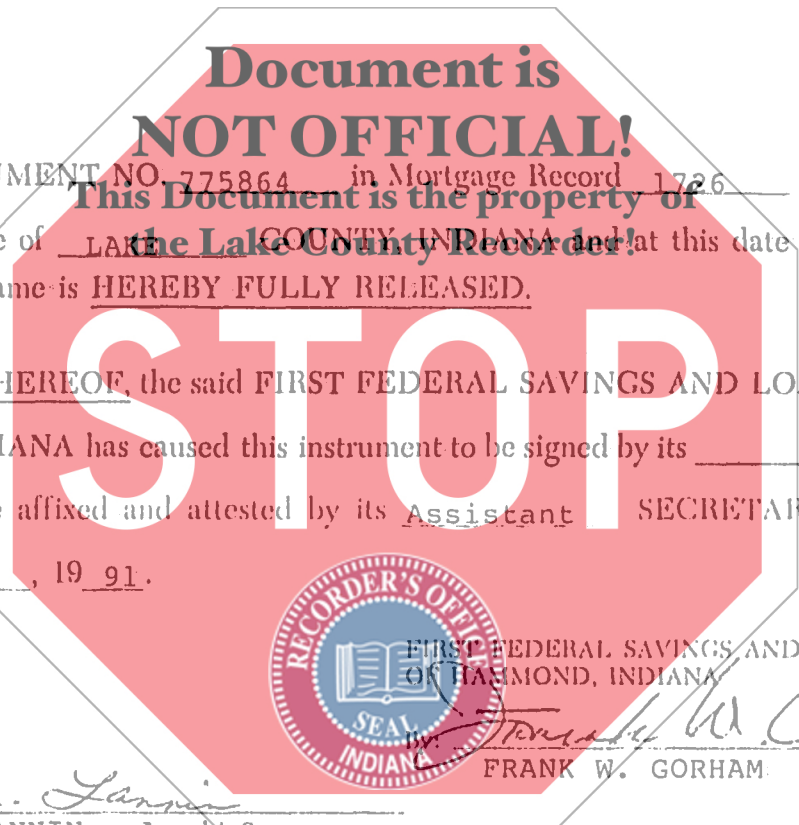 Document is
NOT OFFICIAL!
This Document is the property of
the Lake County Recorder!
STOP
UMENT NO. 775864 in Mortgage Record 1726
e of LAKE COUNTY, INDIANA and at this date
ame is HEREBY FULLY RELEASED.
HEREOF, the said FIRST FEDERAL SAVINGS AND LO
IANA has caused this instrument to be signed by its
e affixed and attested by its Assistant SECRETAR
, 19 91.
RECORDER'S OFFICE
SEAL
INDIANA
FIRST FEDERAL SAVINGS AND
OF HAMMOND, INDIANA
By:
FRANK W. GORHAM